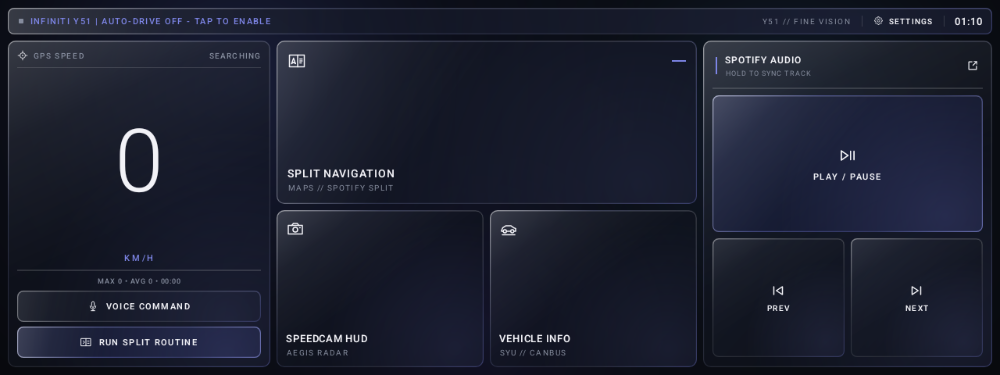 INFINITI Y51 | AUTO-DRIVE OFF - TAP TO ENABLE
Y51 // FINE VISION
SETTINGS
01:10
GPS SPEED
SEARCHING
0
KM/H
MAX 0 • AVG 0 • 00:00
VOICE COMMAND
RUN SPLIT ROUTINE
SPLIT NAVIGATION
MAPS // SPOTIFY SPLIT
SPEEDCAM HUD
AEGIS RADAR
VEHICLE INFO
SYU // CANBUS
SPOTIFY AUDIO
HOLD TO SYNC TRACK
PLAY / PAUSE
PREV
NEXT